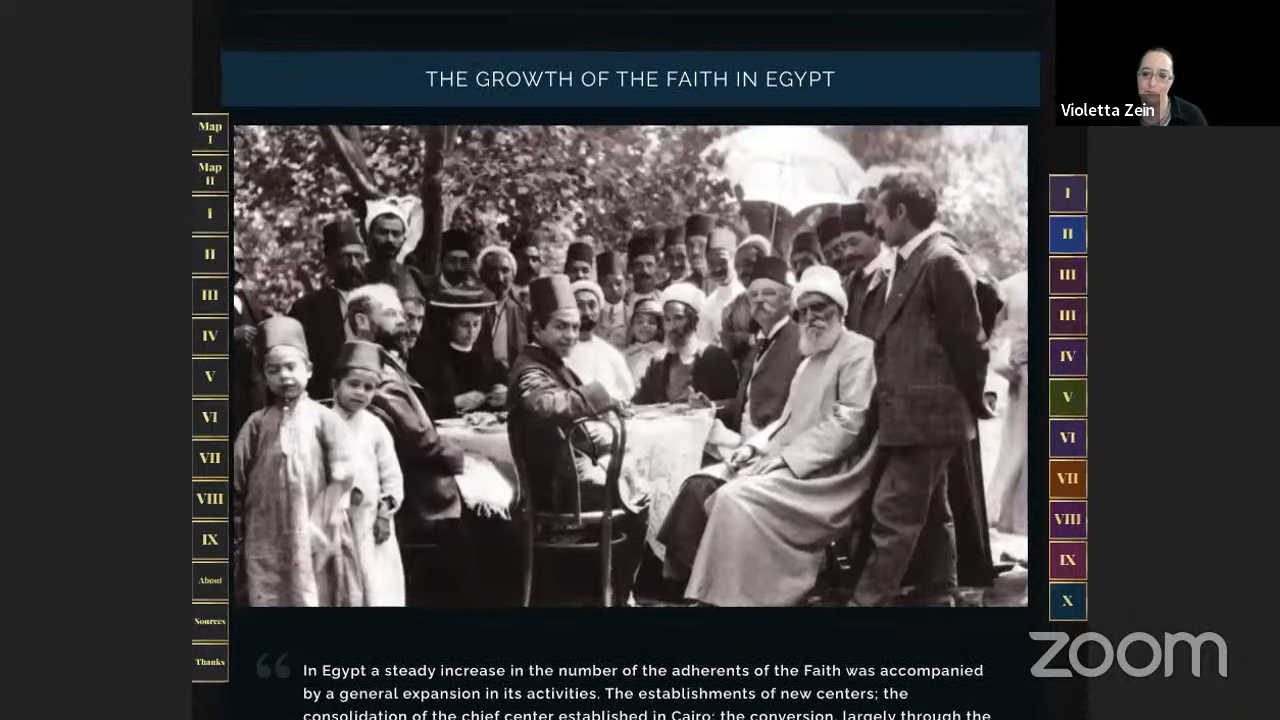 THE GROWTH OF THE FAITH IN EGYPT
Violetta Zein
Map
I
Map
II
I
II
III
IV
V
VI
VII
VIII
IX
About
Sources
Thanks
I
II
III
III
IV
V
VI
VII
VIII
IX
X
zoom
“
In Egypt a steady increase in the number of the adherents of the Faith was accompanied
by a general expansion in its activities. The establishments of new centers; the
consolidation of the chief center established in Cairo; the conversion, largely through the